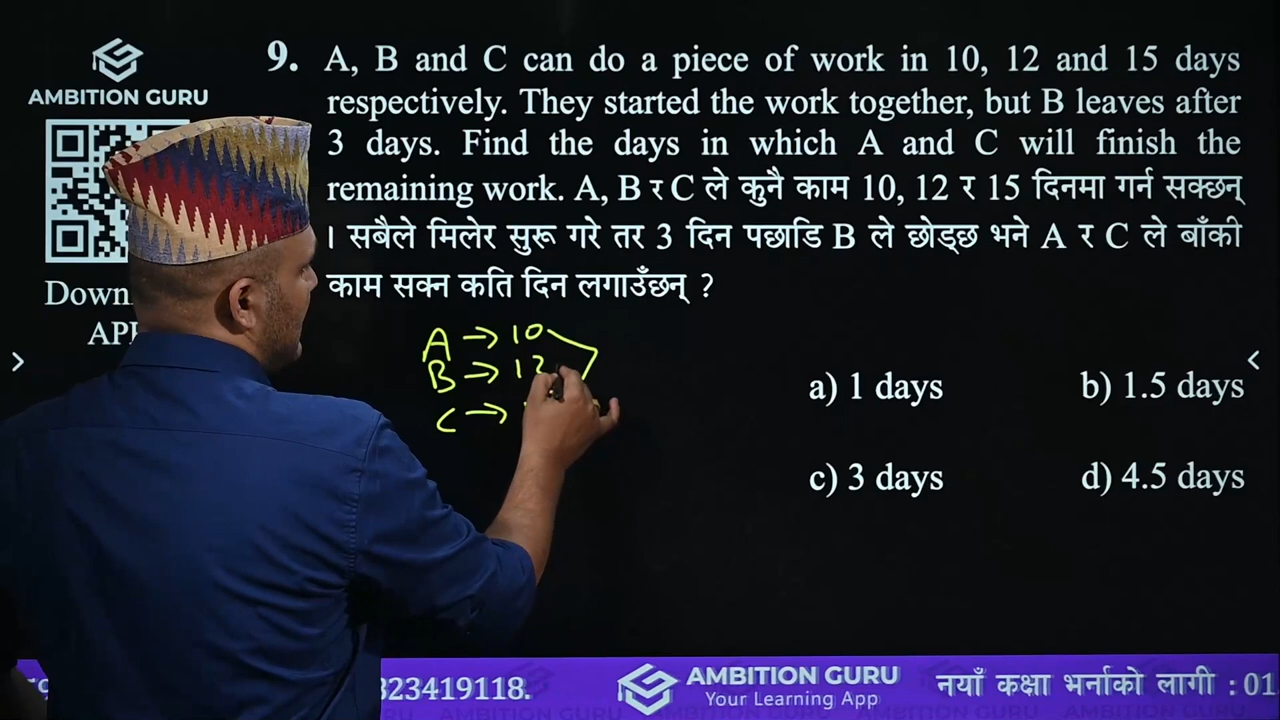 AMBITION GURU
9. A, B and C can do a piece of work in 10, 12 and 15 days
respectively. They started the work together, but B leaves after
3 days. Find the days in which A and C will finish the
remaining work. A, B र C ले कुनै काम 10, 12 र 15 दिनमा गर्न सक्छन्
। सबैले मिलेर सुरू गरे तर 3 दिन पछाडि B ले छोड्छ भने A र C ले बाँकी
काम सक्न कति दिन लगाउँछन् ?
A → 10
B → 12
C →
a) 1 days b) 1.5 days
c) 3 days d) 4.5 days
823419118.
AMBITION GURU
Your Learning App
नयाँ कक्षा भर्नाको लागी : 01